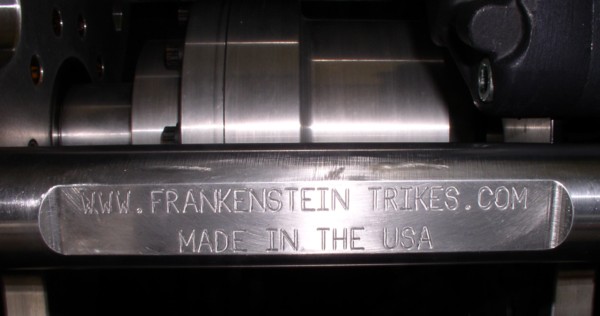 WWW.FRANKENSTEIN TRIKES.COM
MADE IN THE USA